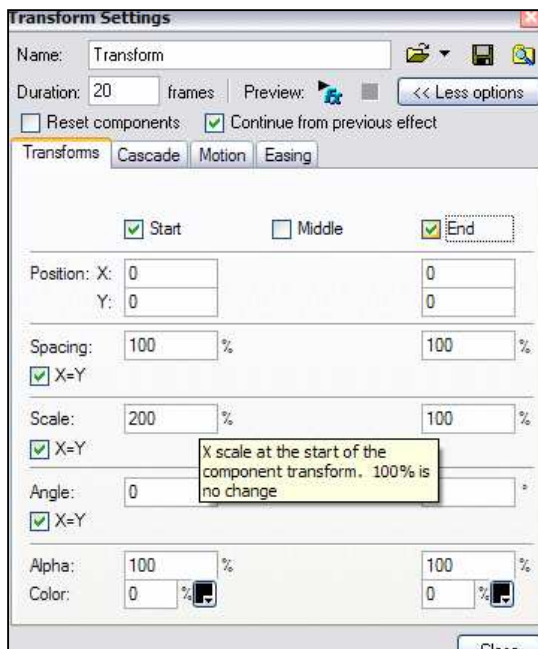 Transform Settings
Name: Transform
Duration: 20 frames Preview: << Less options
Reset components Continue from previous effect
Transforms Cascade Motion Easing
Start Middle End
Position: X: 0 0
Y: 0 0
Spacing: 100 % 100 %
X=Y
Scale: 200 % 100 %
X=Y
X scale at the start of the
component transform. 100% is
no change
Angle: 0 °
X=Y
Alpha: 100 % 100 %
Color: 0 % 0 %
Close